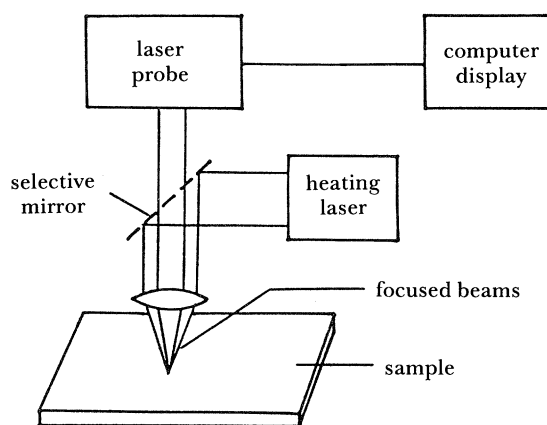 laser
probe
computer
display
selective
mirror
heating
laser
focused beams
sample